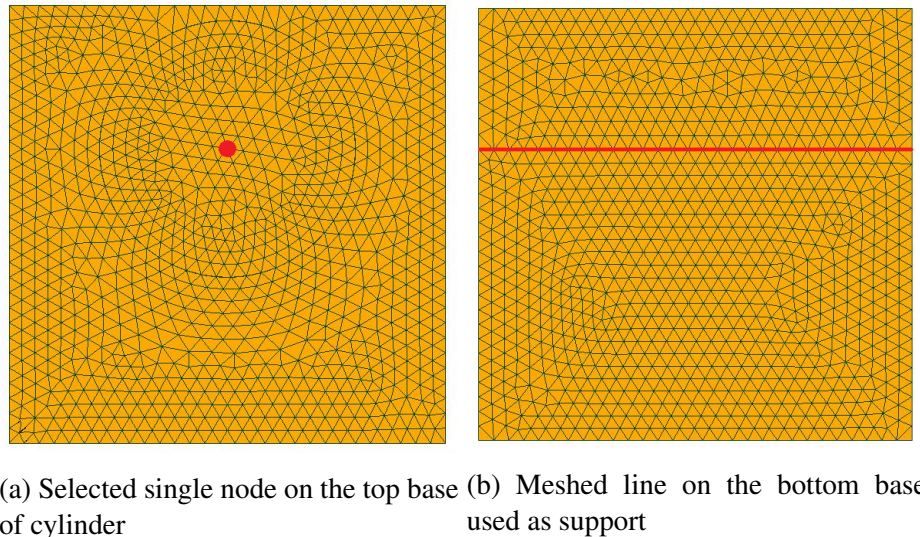 (a) Selected single node on the top base
of cylinder
(b) Meshed line on the bottom base
used as support